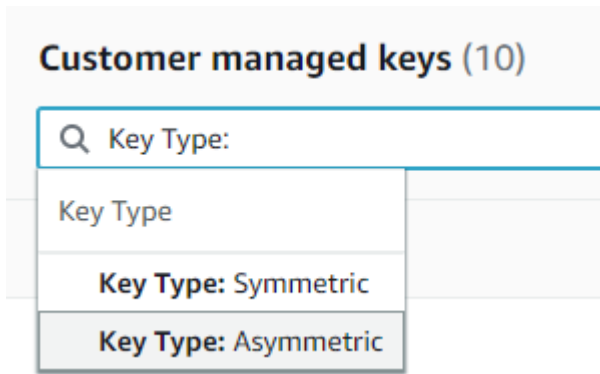 Customer managed keys (10)
Key Type:
Key Type
Key Type: Symmetric
Key Type: Asymmetric